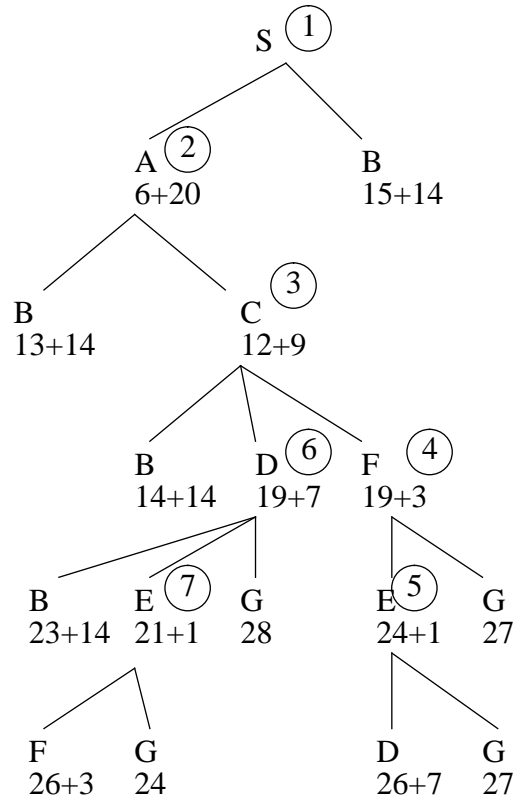 S 1
A 2 B
6+20 15+14
B C 3
13+14 12+9
B D 6 F 4
14+14 19+7 19+3
B E 7 G E 5 G
23+14 21+1 28 24+1 27
F G D G
26+3 24 26+7 27